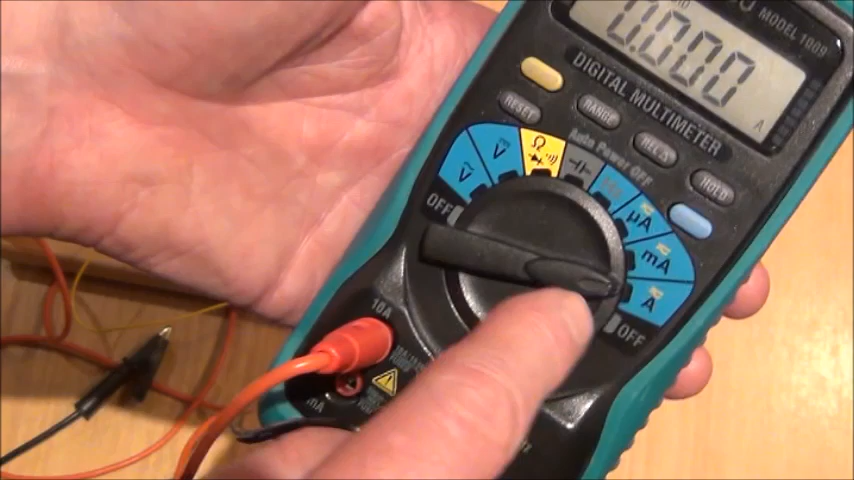 MODEL 1009
0.000
A
DIGITAL MULTIMETER
RESET
RANGE
REL Δ
HOLD
Auto Power OFF
OFF
V
V
Ω
µA
mA
A
OFF
10A
mA